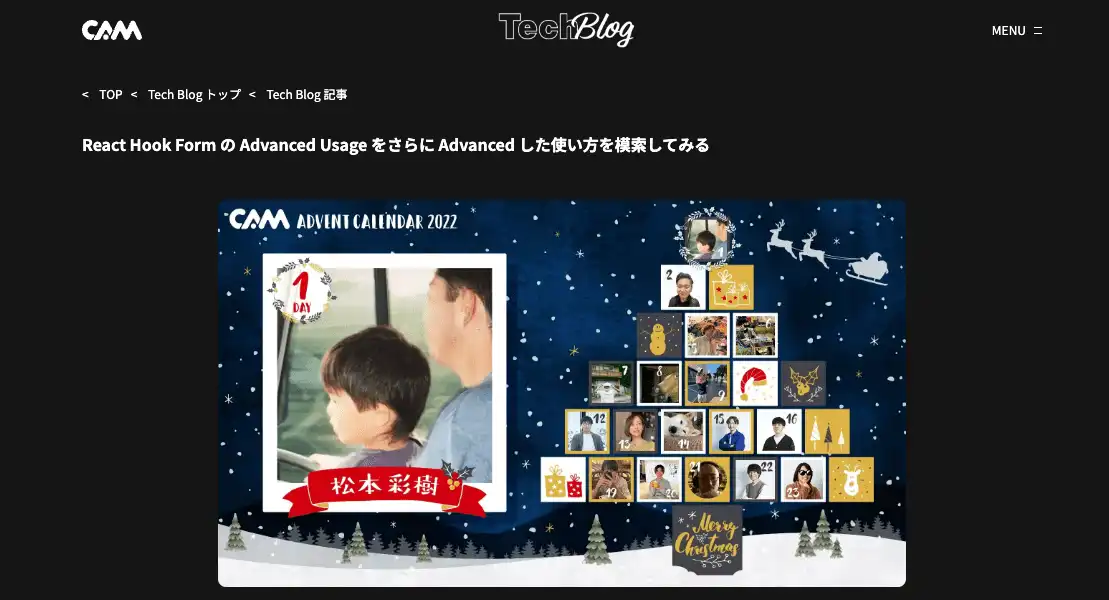 CAM
TechBlog
MENU
< TOP < Tech Blog トップ < Tech Blog 記事
React Hook Form の Advanced Usage をさらに Advanced した使い方を模索してみる
CAM ADVENT CALENDAR 2022
1
DAY
松本 彩樹
1
2
7
8
9
12
13
14
15
16
19
20
21
22
23
Merry
Christmas